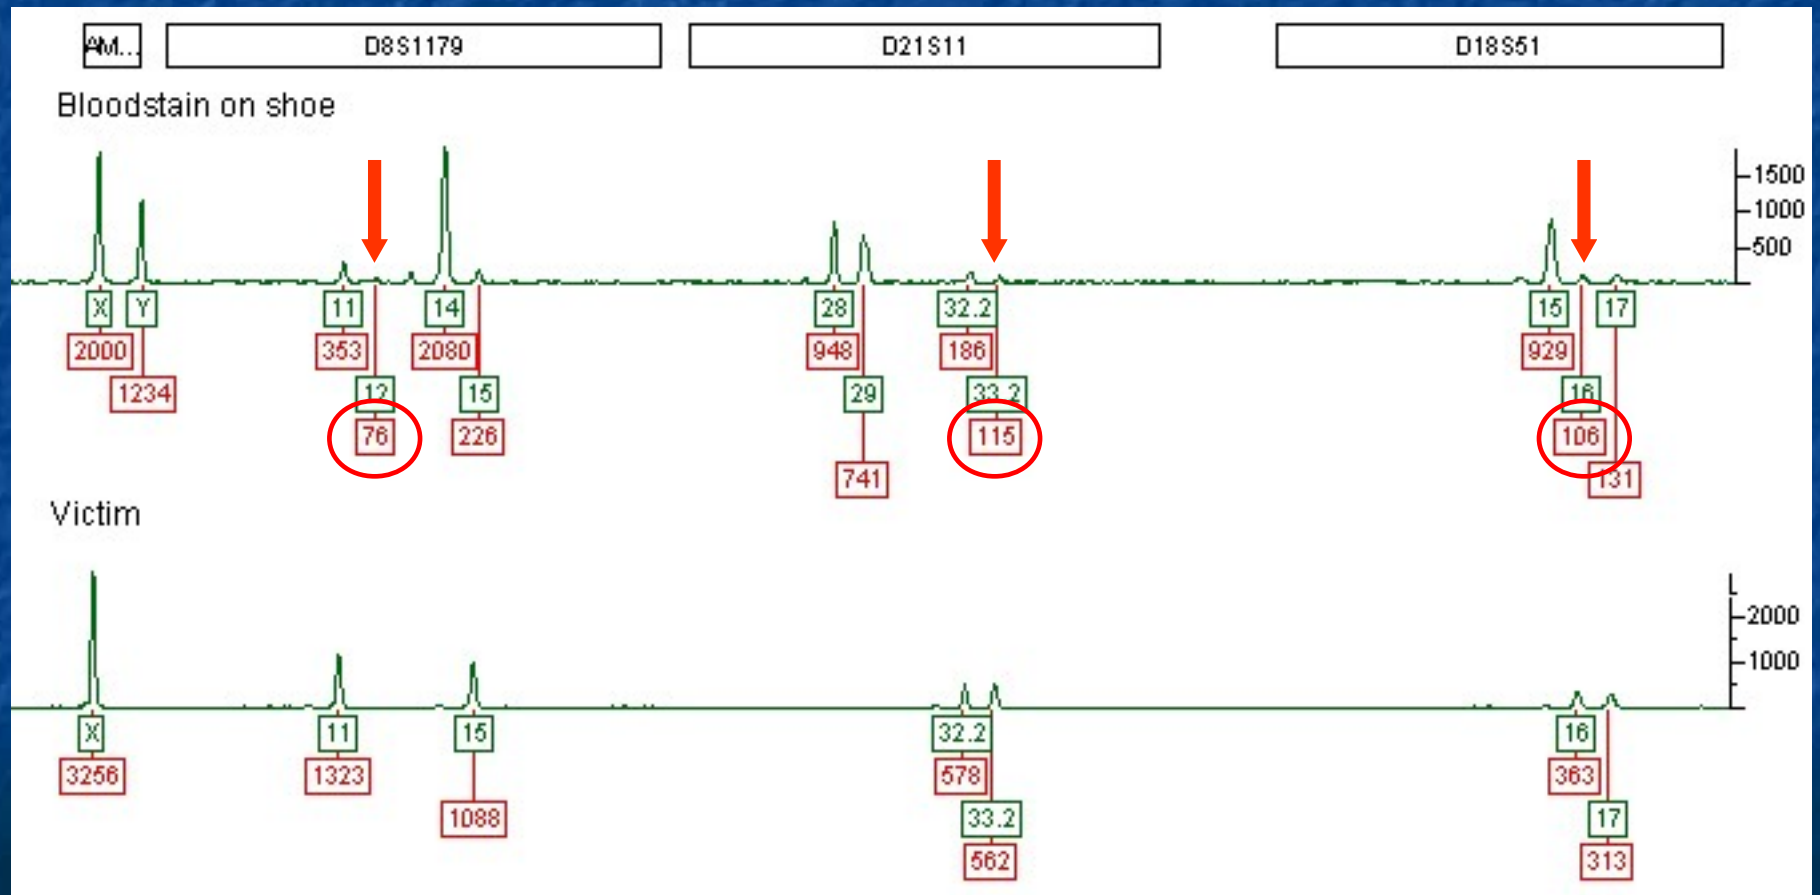 AM... D8S1179 D21S11 D18S51
Bloodstain on shoe
1500
1000
500
X Y 11 14 28 32.2 15 17
2000 353 2080 948 186 929
1234 12 15 29 33.2 16
76 226 115 106
741 131
Victim
2000
1000
X 11 15 32.2 16
3256 1323 578 363
1088 33.2 17
562 313